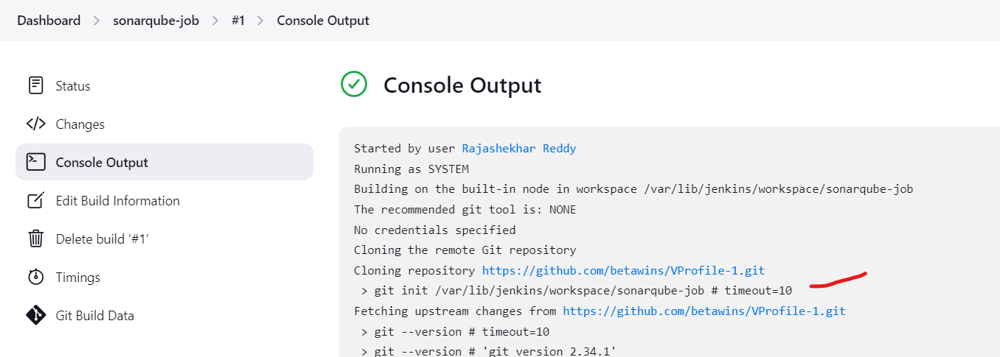 Dashboard > sonarqube-job > #1 > Console Output
Status
Changes
Console Output
Edit Build Information
Delete build ‘#1’
Timings
Git Build Data
Console Output
Started by user Rajashekhar Reddy
Running as SYSTEM
Building on the built-in node in workspace /var/lib/jenkins/workspace/sonarqube-job
The recommended git tool is: NONE
No credentials specified
Cloning the remote Git repository
Cloning repository https://github.com/betawins/VProfile-1.git
> git init /var/lib/jenkins/workspace/sonarqube-job # timeout=10
Fetching upstream changes from https://github.com/betawins/VProfile-1.git
> git --version # timeout=10
> git --version # 'git version 2.34.1'